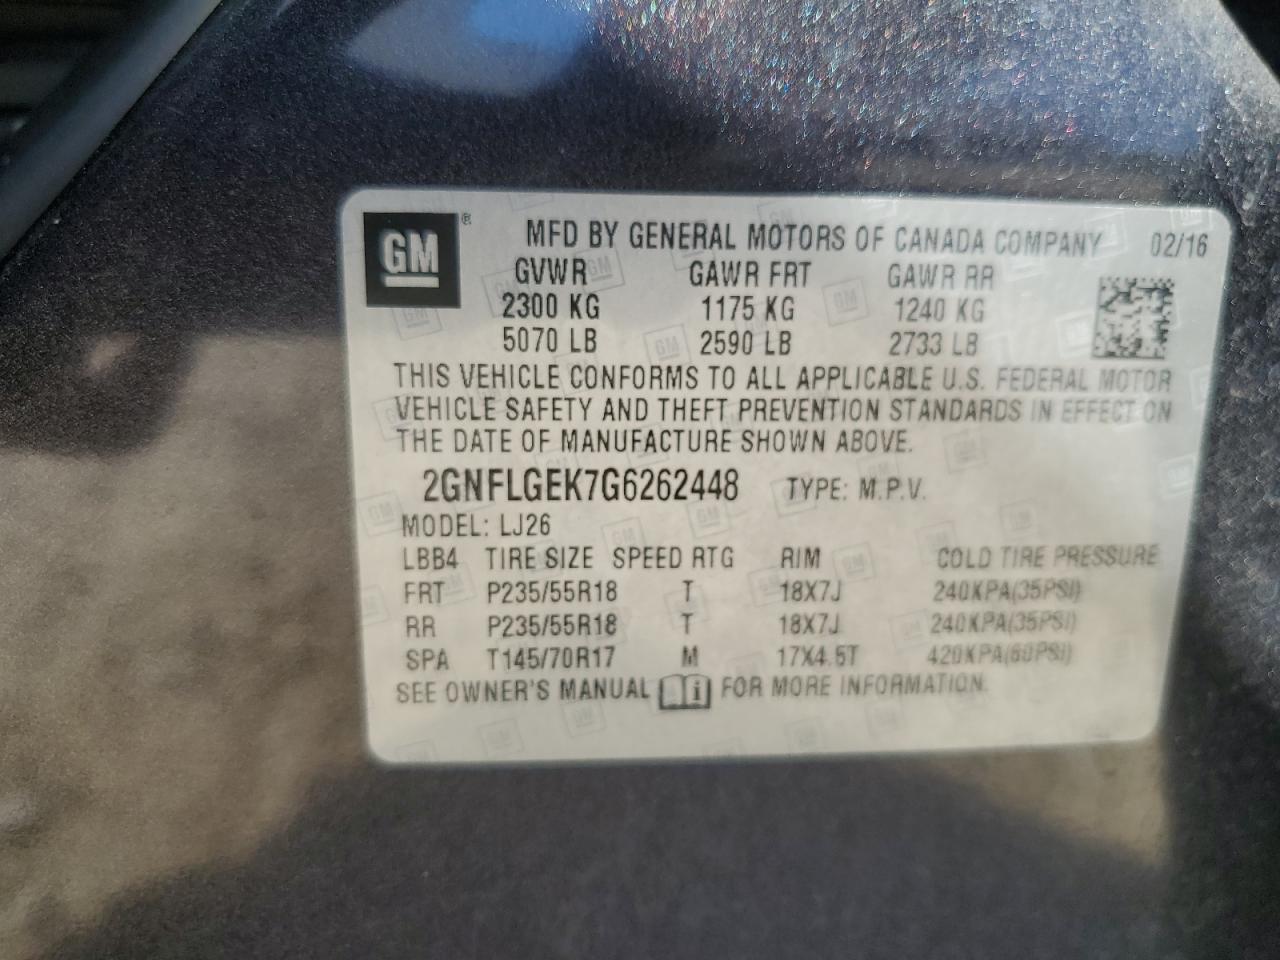 GM ® MFD BY GENERAL MOTORS OF CANADA COMPANY 02/16
GVWR GAWR FRT GAWR RR
2300 KG 1175 KG 1240 KG
5070 LB 2590 LB 2733 LB
THIS VEHICLE CONFORMS TO ALL APPLICABLE U.S. FEDERAL MOTOR
VEHICLE SAFETY AND THEFT PREVENTION STANDARDS IN EFFECT ON
THE DATE OF MANUFACTURE SHOWN ABOVE.
2GNFLGEK7G6262448 TYPE: M.P.V.
MODEL: LJ26
LBB4 TIRE SIZE SPEED RTG RIM COLD TIRE PRESSURE
FRT P235/55R18 T 18X7J 240KPA(35PSI)
RR P235/55R18 T 18X7J 240KPA(35PSI)
SPA T145/70R17 M 17X4.5T 420KPA(60PSI)
SEE OWNER'S MANUAL i FOR MORE INFORMATION.